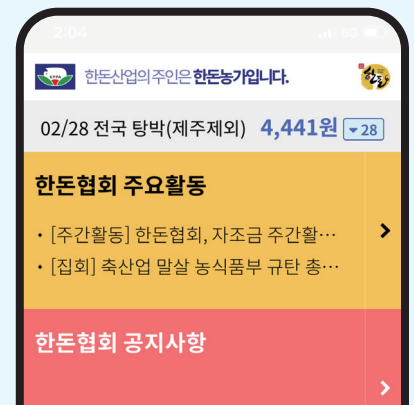 2:04
한돈산업의 주인은 한돈농가입니다.
한돈
02/28 전국 탕박(제주제외) 4,441원 ▼28
한돈협회 주요활동
• [주간활동] 한돈협회, 자조금 주간활…
• [집회] 축산업 말살 농식품부 규탄 총…
한돈협회 공지사항